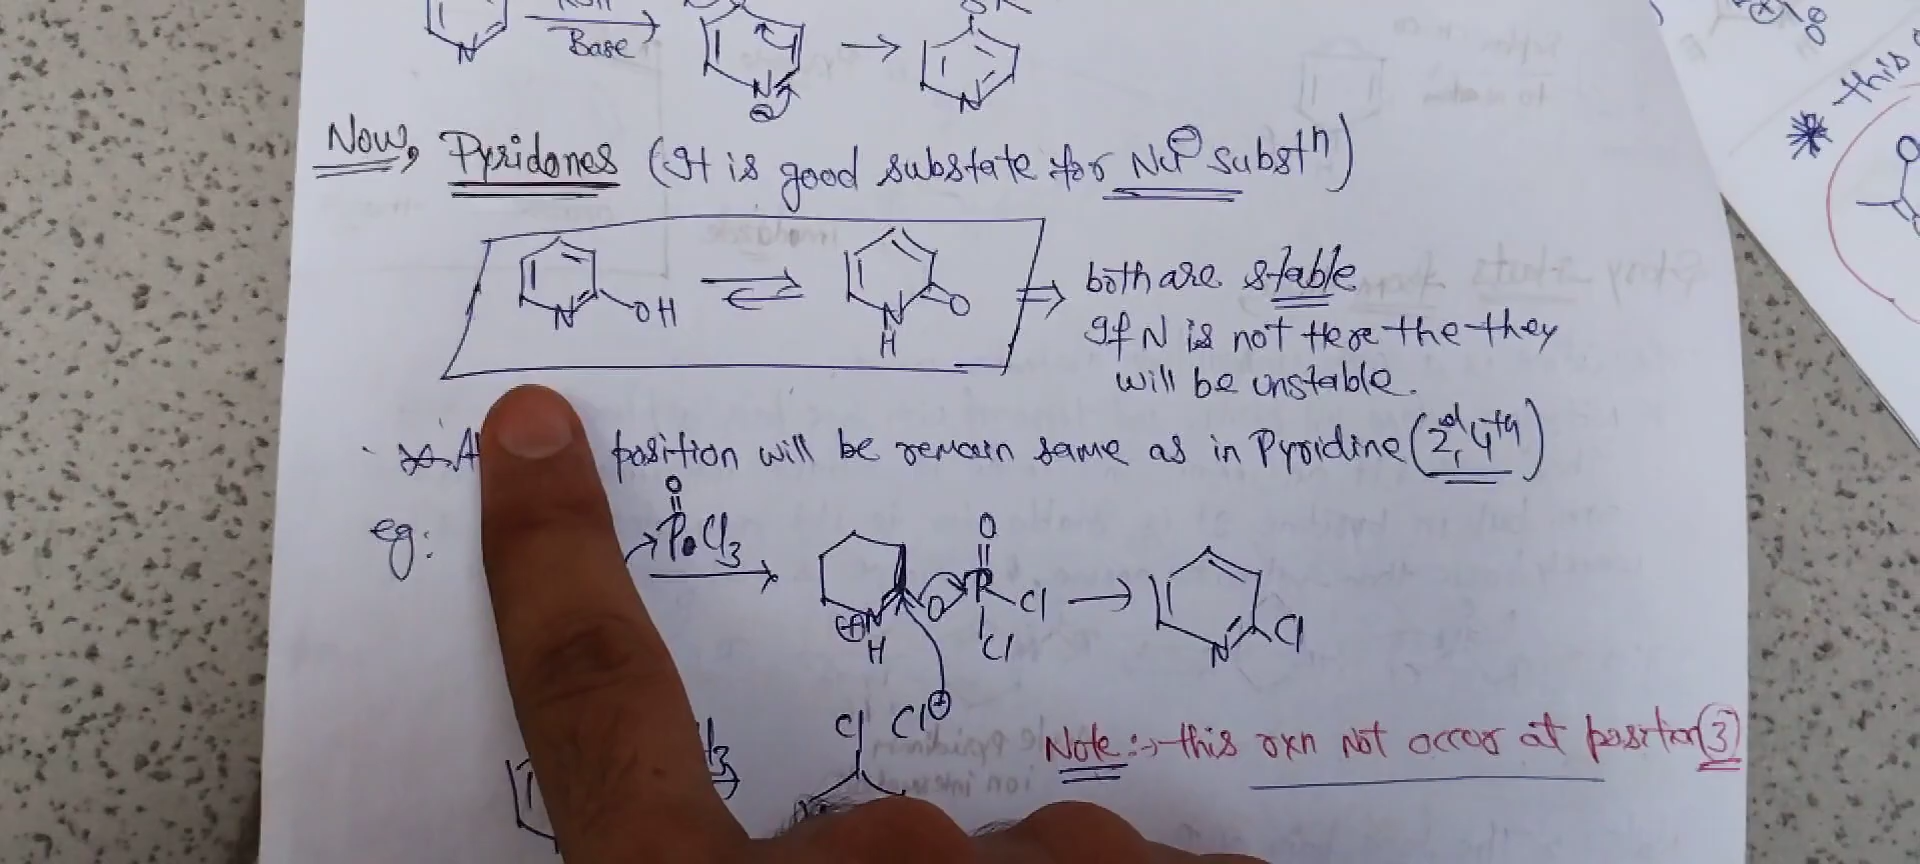 Base
N
N
⊖
N
Now, Pyridones (It is good substate for Nu⊖ substⁿ)
N OH ⇌ N H O ⇒ both are stable
If N is not there the they
will be unstable.
position will be remain same as in Pyridine (2nd, 4th)
eg:
O
POCl3
⊕N H O P O Cl Cl → N Cl
Cl Cl⊖
Note :→ this rxn not occur at position 3
* this